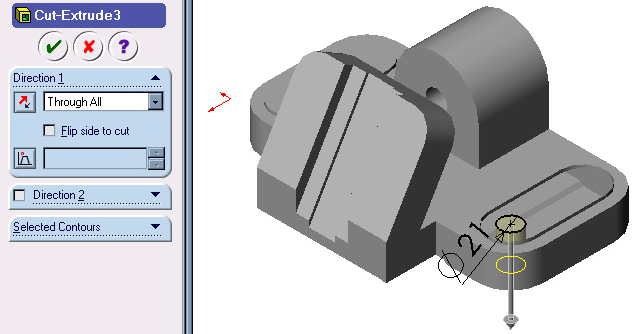 Cut-Extrude3
?
Direction 1
Through All
Flip side to cut
Direction 2
Selected Contours
Ø 21